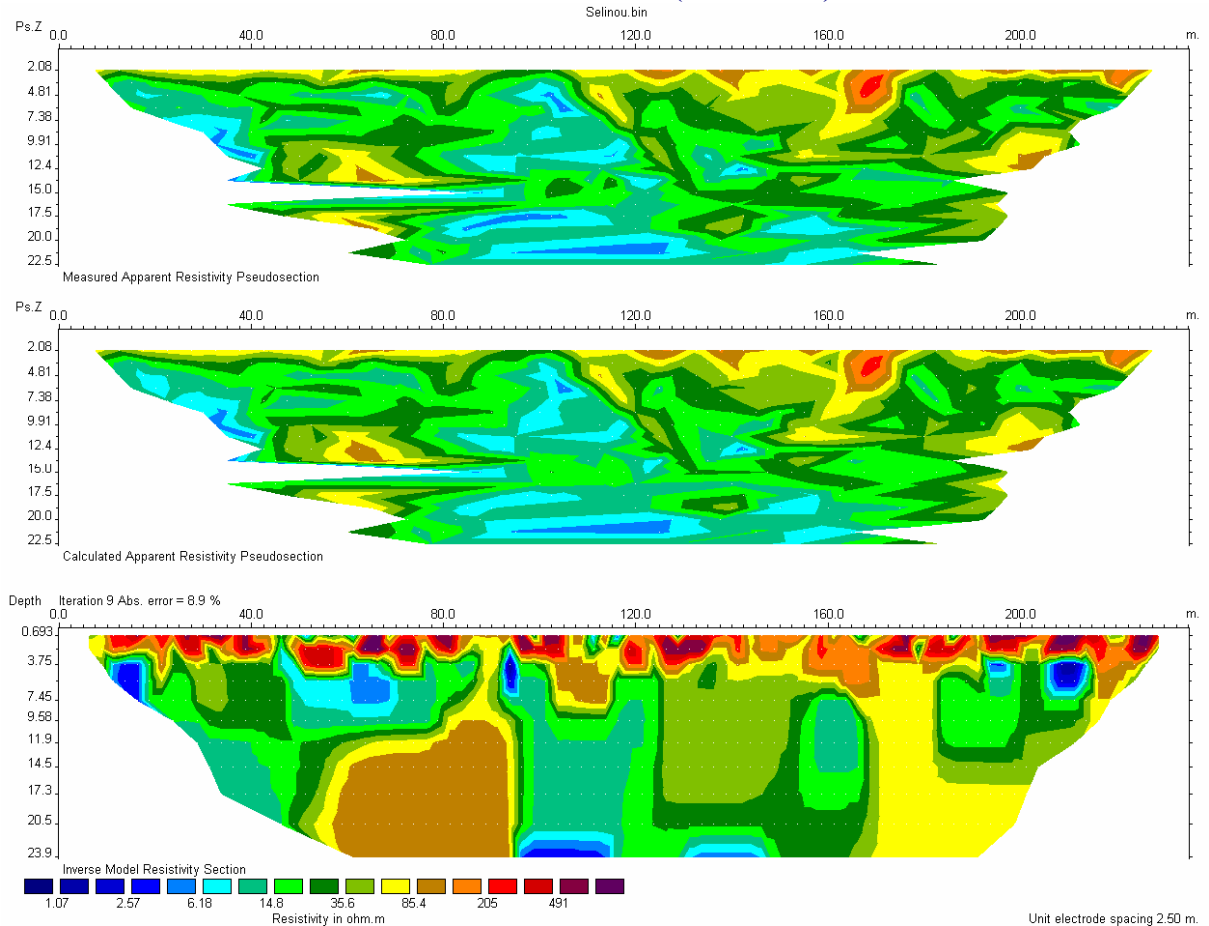 Selinou.bin
Ps.Z 0.0 40.0 80.0 120.0 160.0 200.0 m.
2.08
4.81
7.38
9.91
12.4
15.0
17.5
20.0
22.5
Measured Apparent Resistivity Pseudosection
Ps.Z 0.0 40.0 80.0 120.0 160.0 200.0 m.
2.08
4.81
7.38
9.91
12.4
15.0
17.5
20.0
22.5
Calculated Apparent Resistivity Pseudosection
Depth Iteration 9 Abs. error = 8.9 %
0.0 40.0 80.0 120.0 160.0 200.0 m.
0.693
3.75
7.45
9.58
11.9
14.5
17.3
20.5
23.9
Inverse Model Resistivity Section
1.07 2.57 6.18 14.8 35.6 85.4 205 491
Resistivity in ohm.m
Unit electrode spacing 2.50 m.